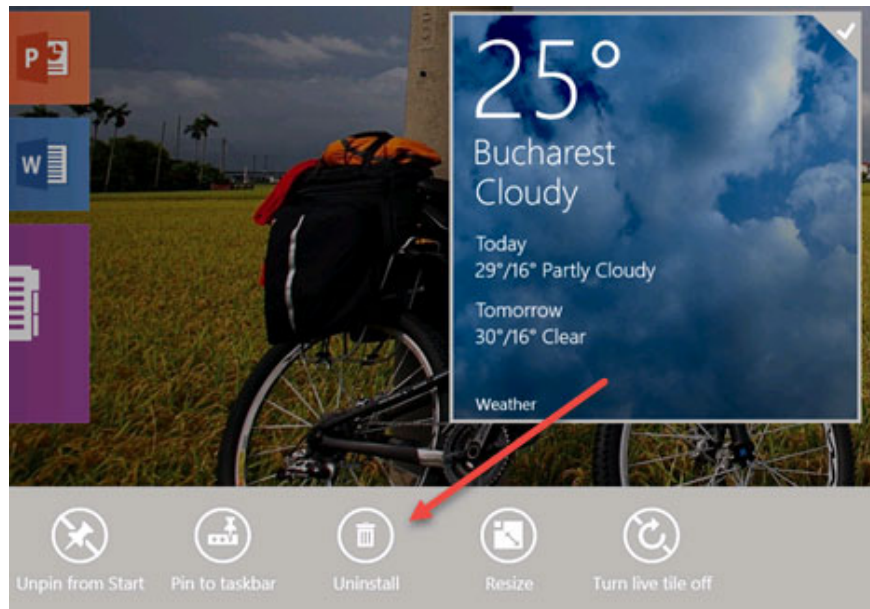 P
W
25°
Bucharest
Cloudy
Today
29°/16° Partly Cloudy
Tomorrow
30°/16° Clear
Weather
Unpin from Start
Pin to taskbar
Uninstall
Resize
Turn live tile off